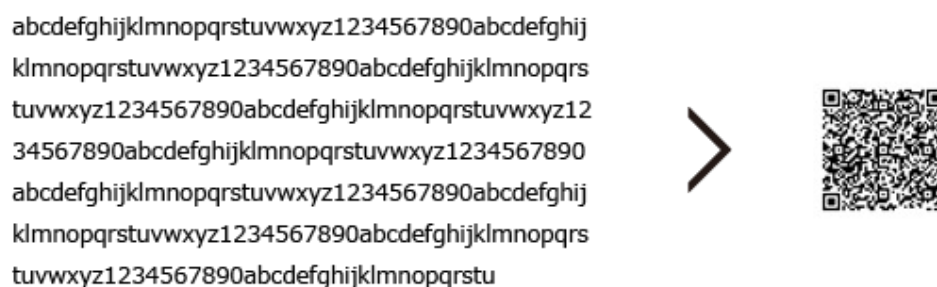 abcdefghijklmnopqrstuvwxyz1234567890abcdefghij
klmnopqrstuvwxyz1234567890abcdefghijklmnopqrs
tuvwxyz1234567890abcdefghijklmnopqrstuvwxyz12
34567890abcdefghijklmnopqrstuvwxyz1234567890
abcdefghijklmnopqrstuvwxyz1234567890abcdefghij
klmnopqrstuvwxyz1234567890abcdefghijklmnopqrs
tuvwxyz1234567890abcdefghijklmnopqrstu